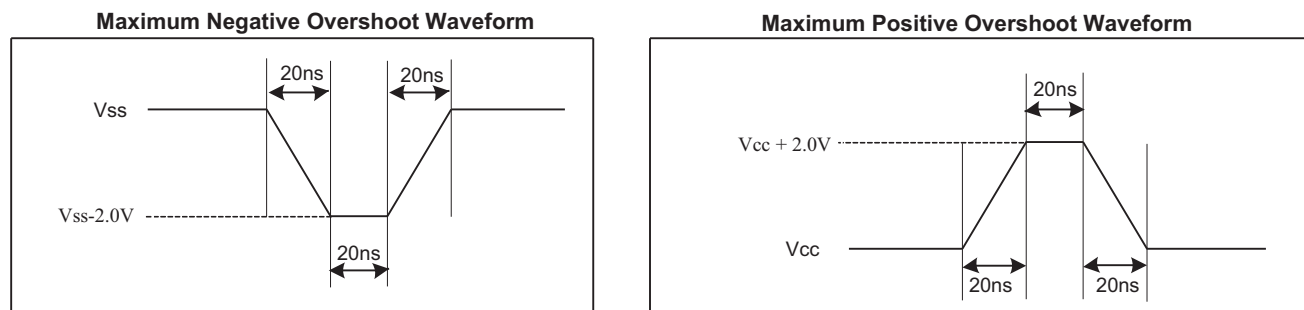 Maximum Negative Overshoot Waveform
20ns
20ns
Vss
Vss-2.0V
20ns
Maximum Positive Overshoot Waveform
20ns
Vcc + 2.0V
Vcc
20ns
20ns